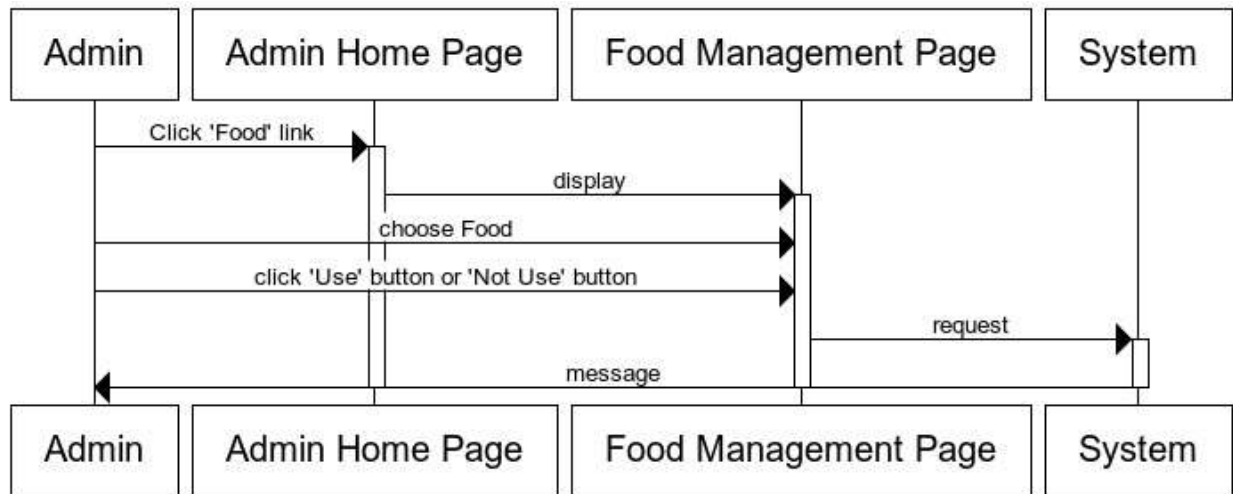 Admin
Admin Home Page
Food Management Page
System
Click 'Food' link
display
choose Food
click 'Use' button or 'Not Use' button
request
message
Admin
Admin Home Page
Food Management Page
System